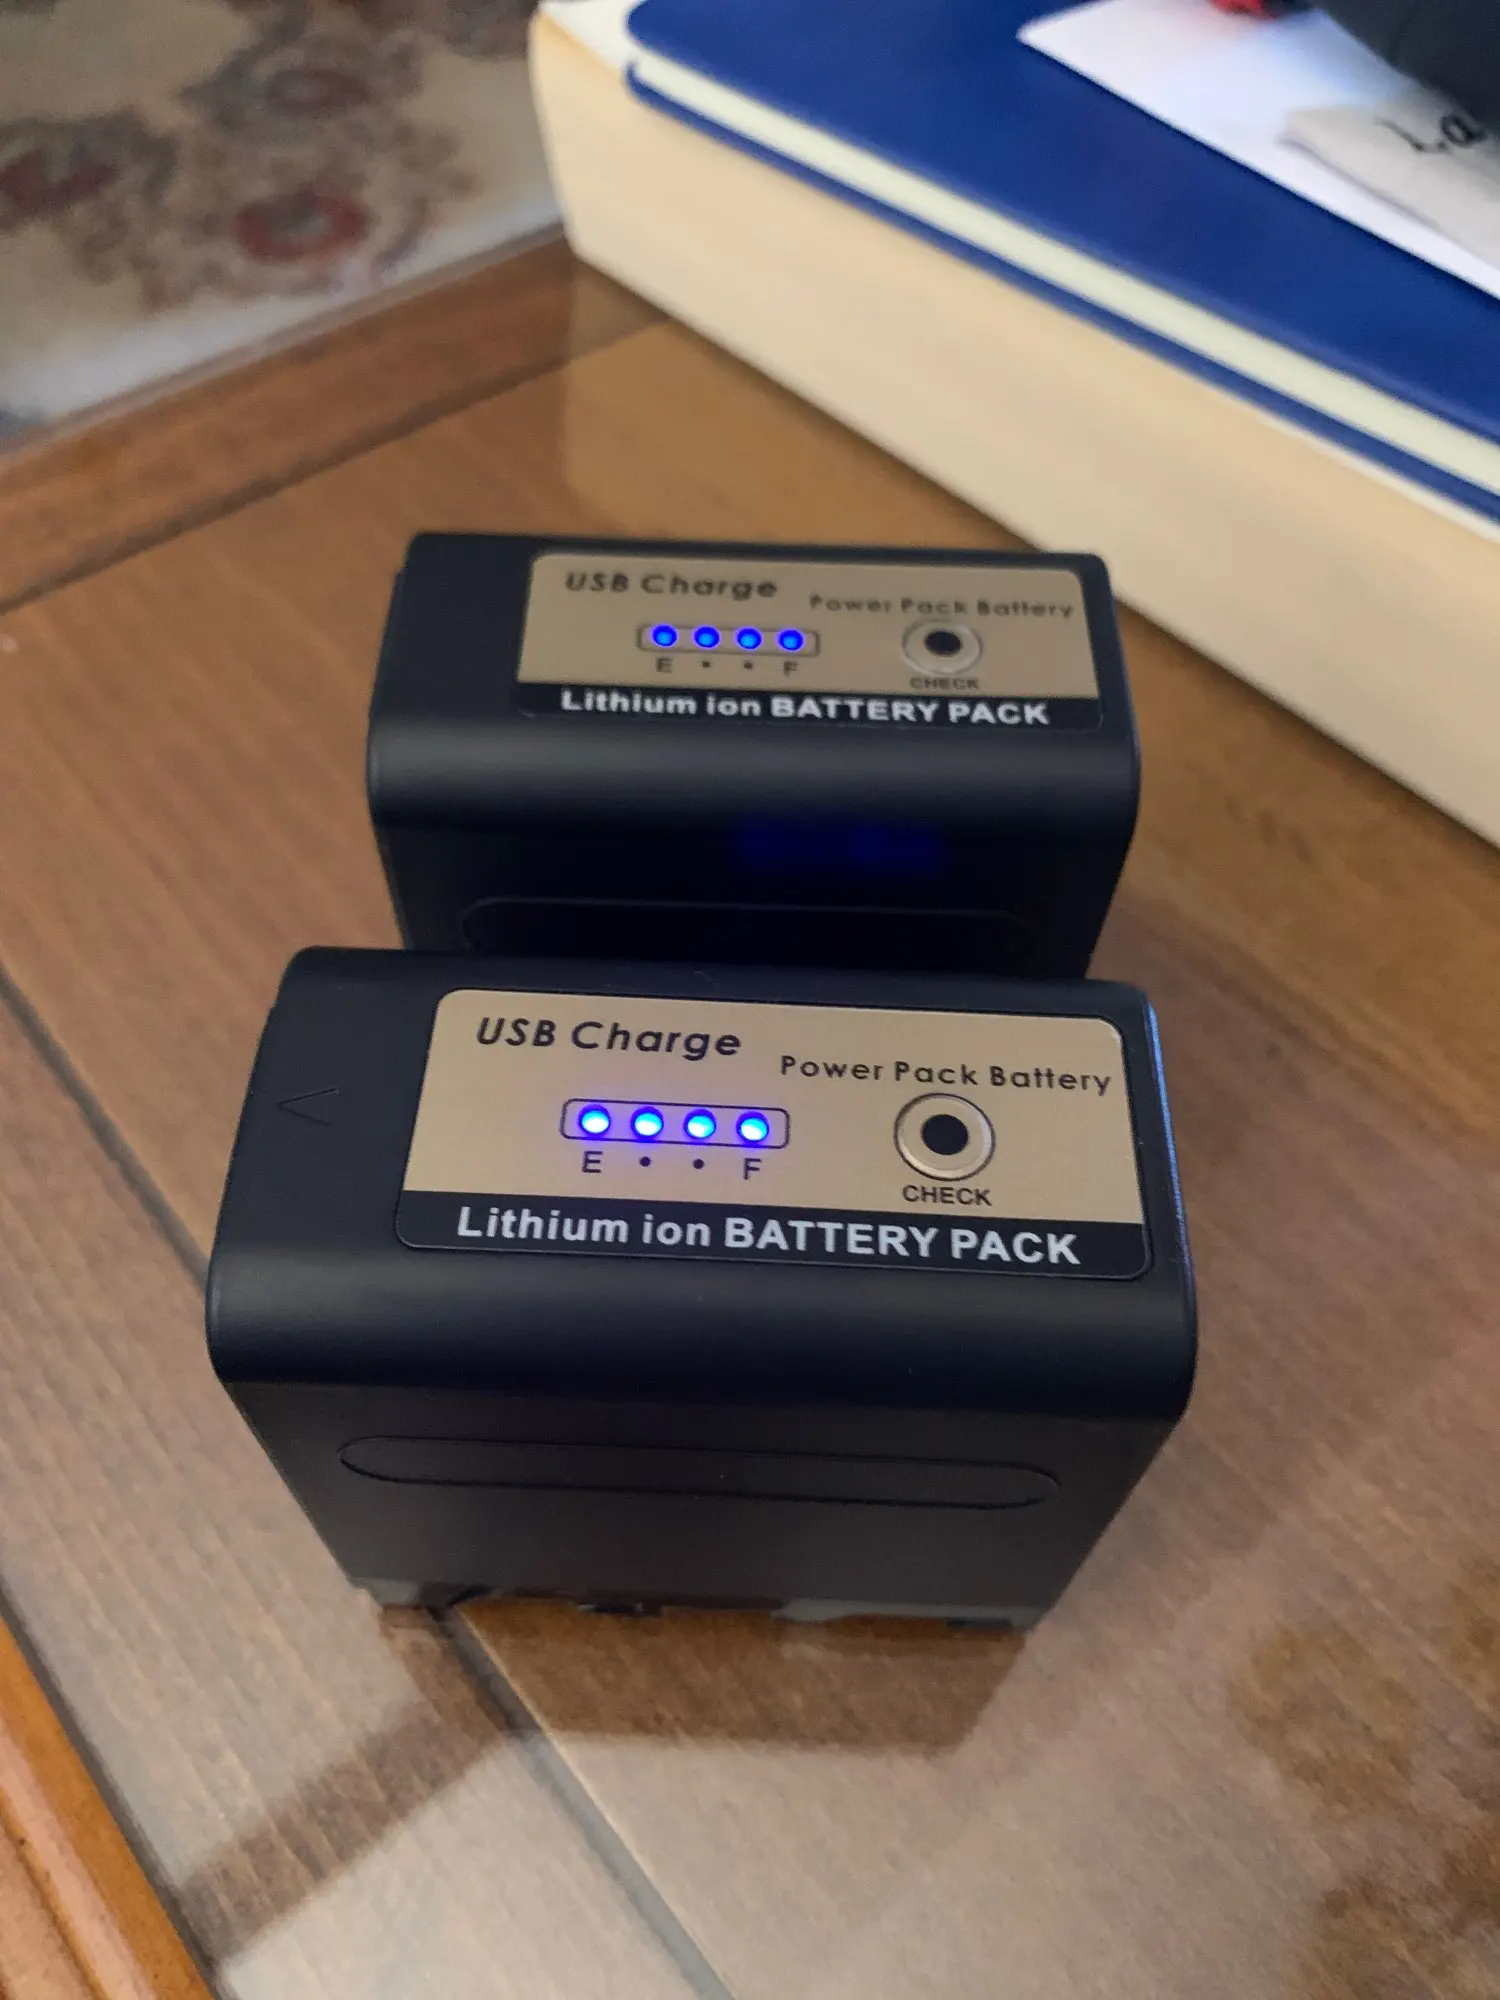 USB Charge
Power Pack Battery
E • • F
CHECK
Lithium ion BATTERY PACK
USB Charge
Power Pack Battery
E • • F
CHECK
Lithium ion BATTERY PACK